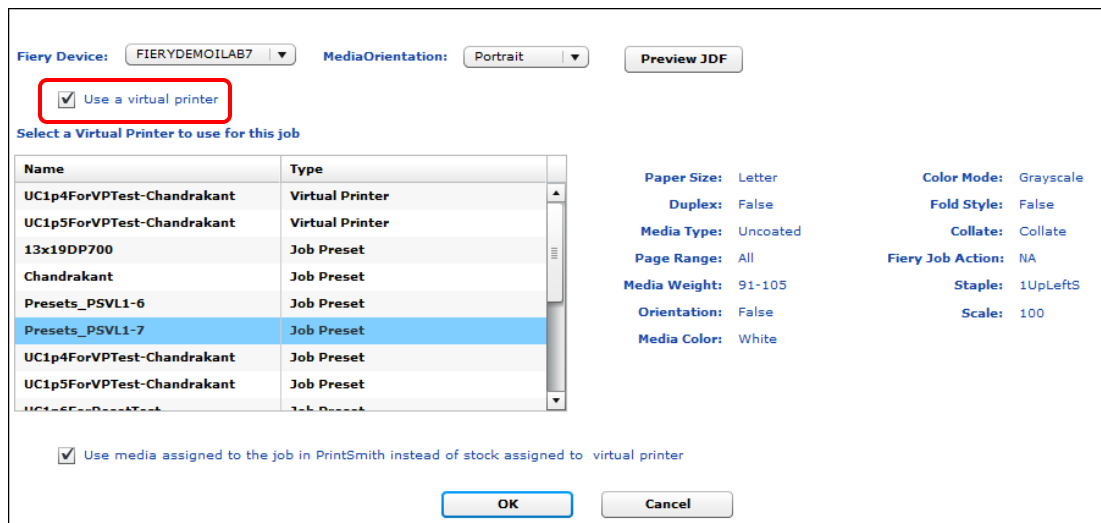 Fiery Device: FIERYDEMOILAB7 MediaOrientation: Portrait Preview JDF
Use a virtual printer
Select a Virtual Printer to use for this job
Name Type
UC1p4ForVPTest-Chandrakant Virtual Printer
UC1p5ForVPTest-Chandrakant Virtual Printer
13x19DP700 Job Preset
Chandrakant Job Preset
Presets_PSVL1-6 Job Preset
Presets_PSVL1-7 Job Preset
UC1p4ForVPTest-Chandrakant Job Preset
UC1p5ForVPTest-Chandrakant Job Preset
Job Preset
Paper Size: Letter Color Mode: Grayscale
Duplex: False Fold Style: False
Media Type: Uncoated Collate: Collate
Page Range: All Fiery Job Action: NA
Media Weight: 91-105 Staple: 1UpLeftS
Orientation: False Scale: 100
Media Color: White
Use media assigned to the job in PrintSmith instead of stock assigned to virtual printer
OK Cancel